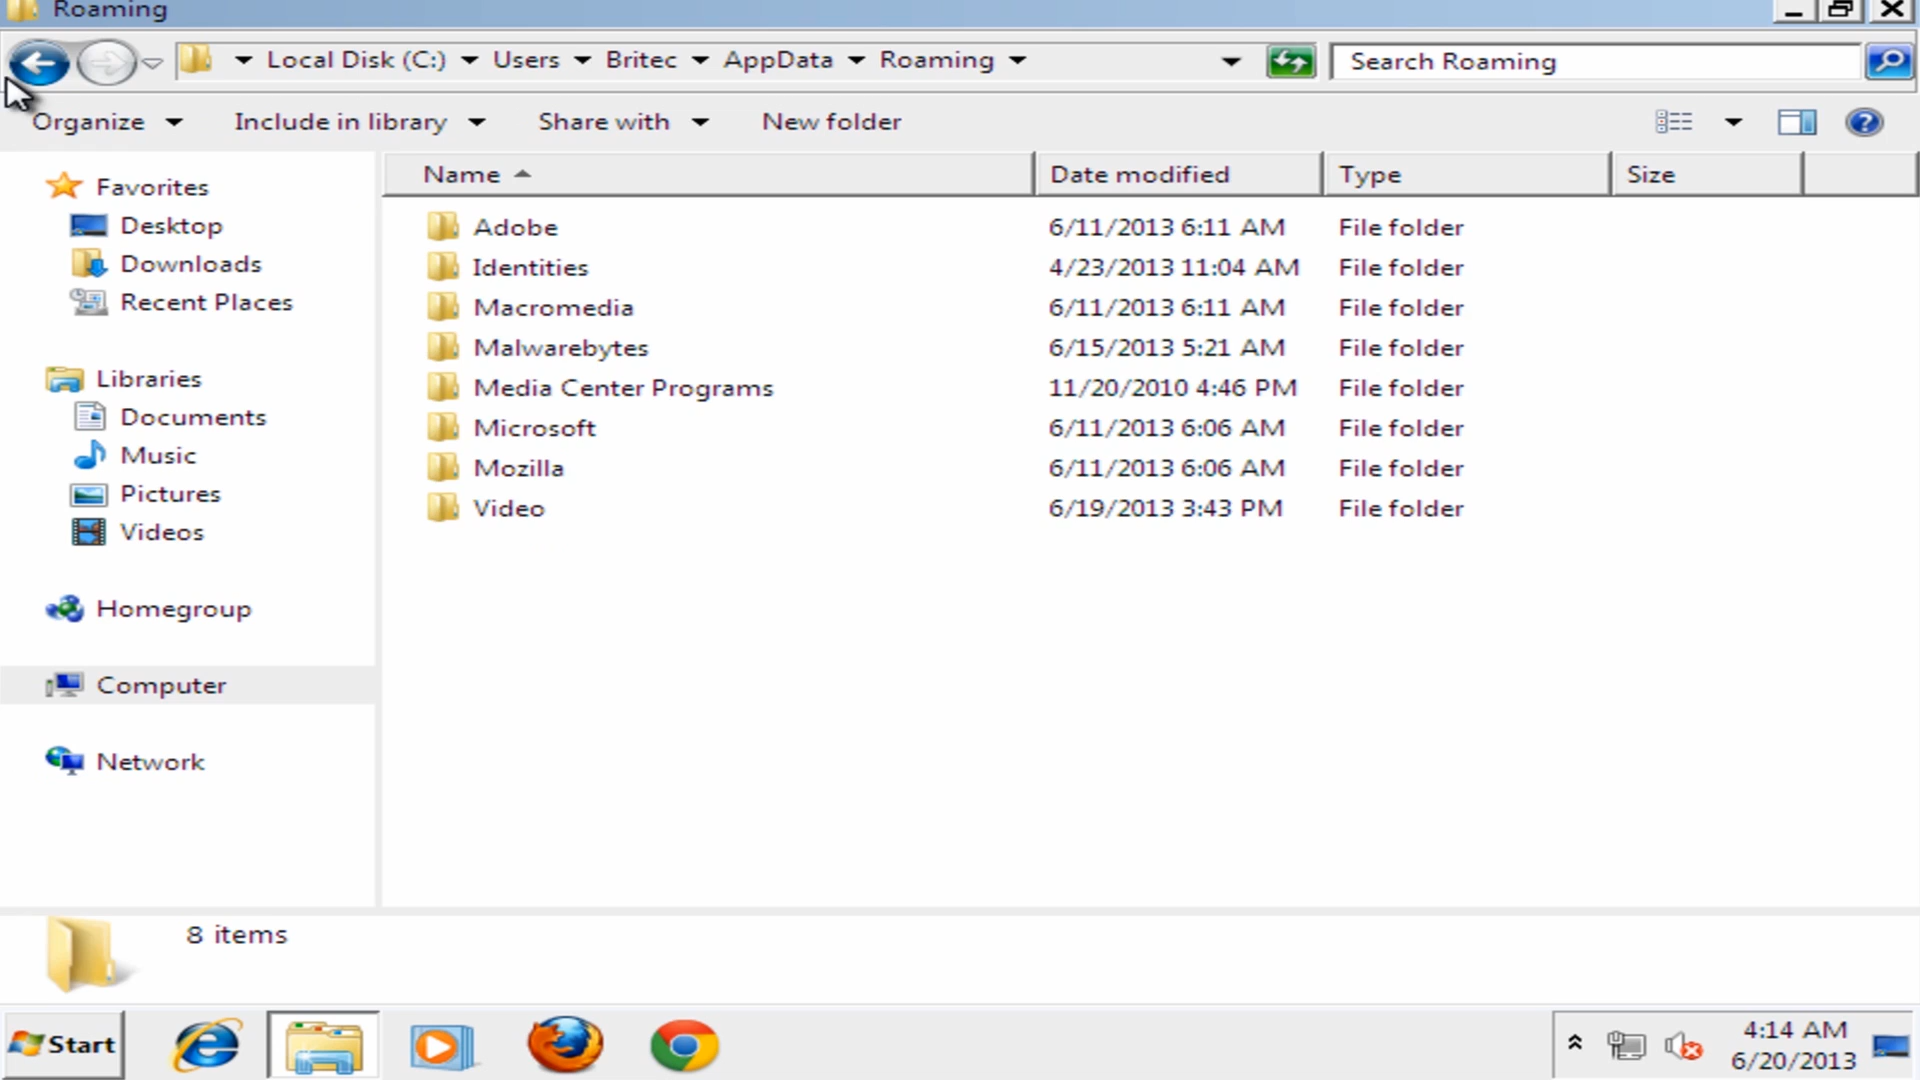 Roaming
Local Disk (C:) Users Britec AppData Roaming Search Roaming
Organize Include in library Share with New folder
Favorites
Desktop
Downloads
Recent Places
Libraries
Documents
Music
Pictures
Videos
Homegroup
Computer
Network
Name Date modified Type Size
Adobe 6/11/2013 6:11 AM File folder
Identities 4/23/2013 11:04 AM File folder
Macromedia 6/11/2013 6:11 AM File folder
Malwarebytes 6/15/2013 5:21 AM File folder
Media Center Programs 11/20/2010 4:46 PM File folder
Microsoft 6/11/2013 6:06 AM File folder
Mozilla 6/11/2013 6:06 AM File folder
Video 6/19/2013 3:43 PM File folder
8 items
Start
4:14 AM
6/20/2013